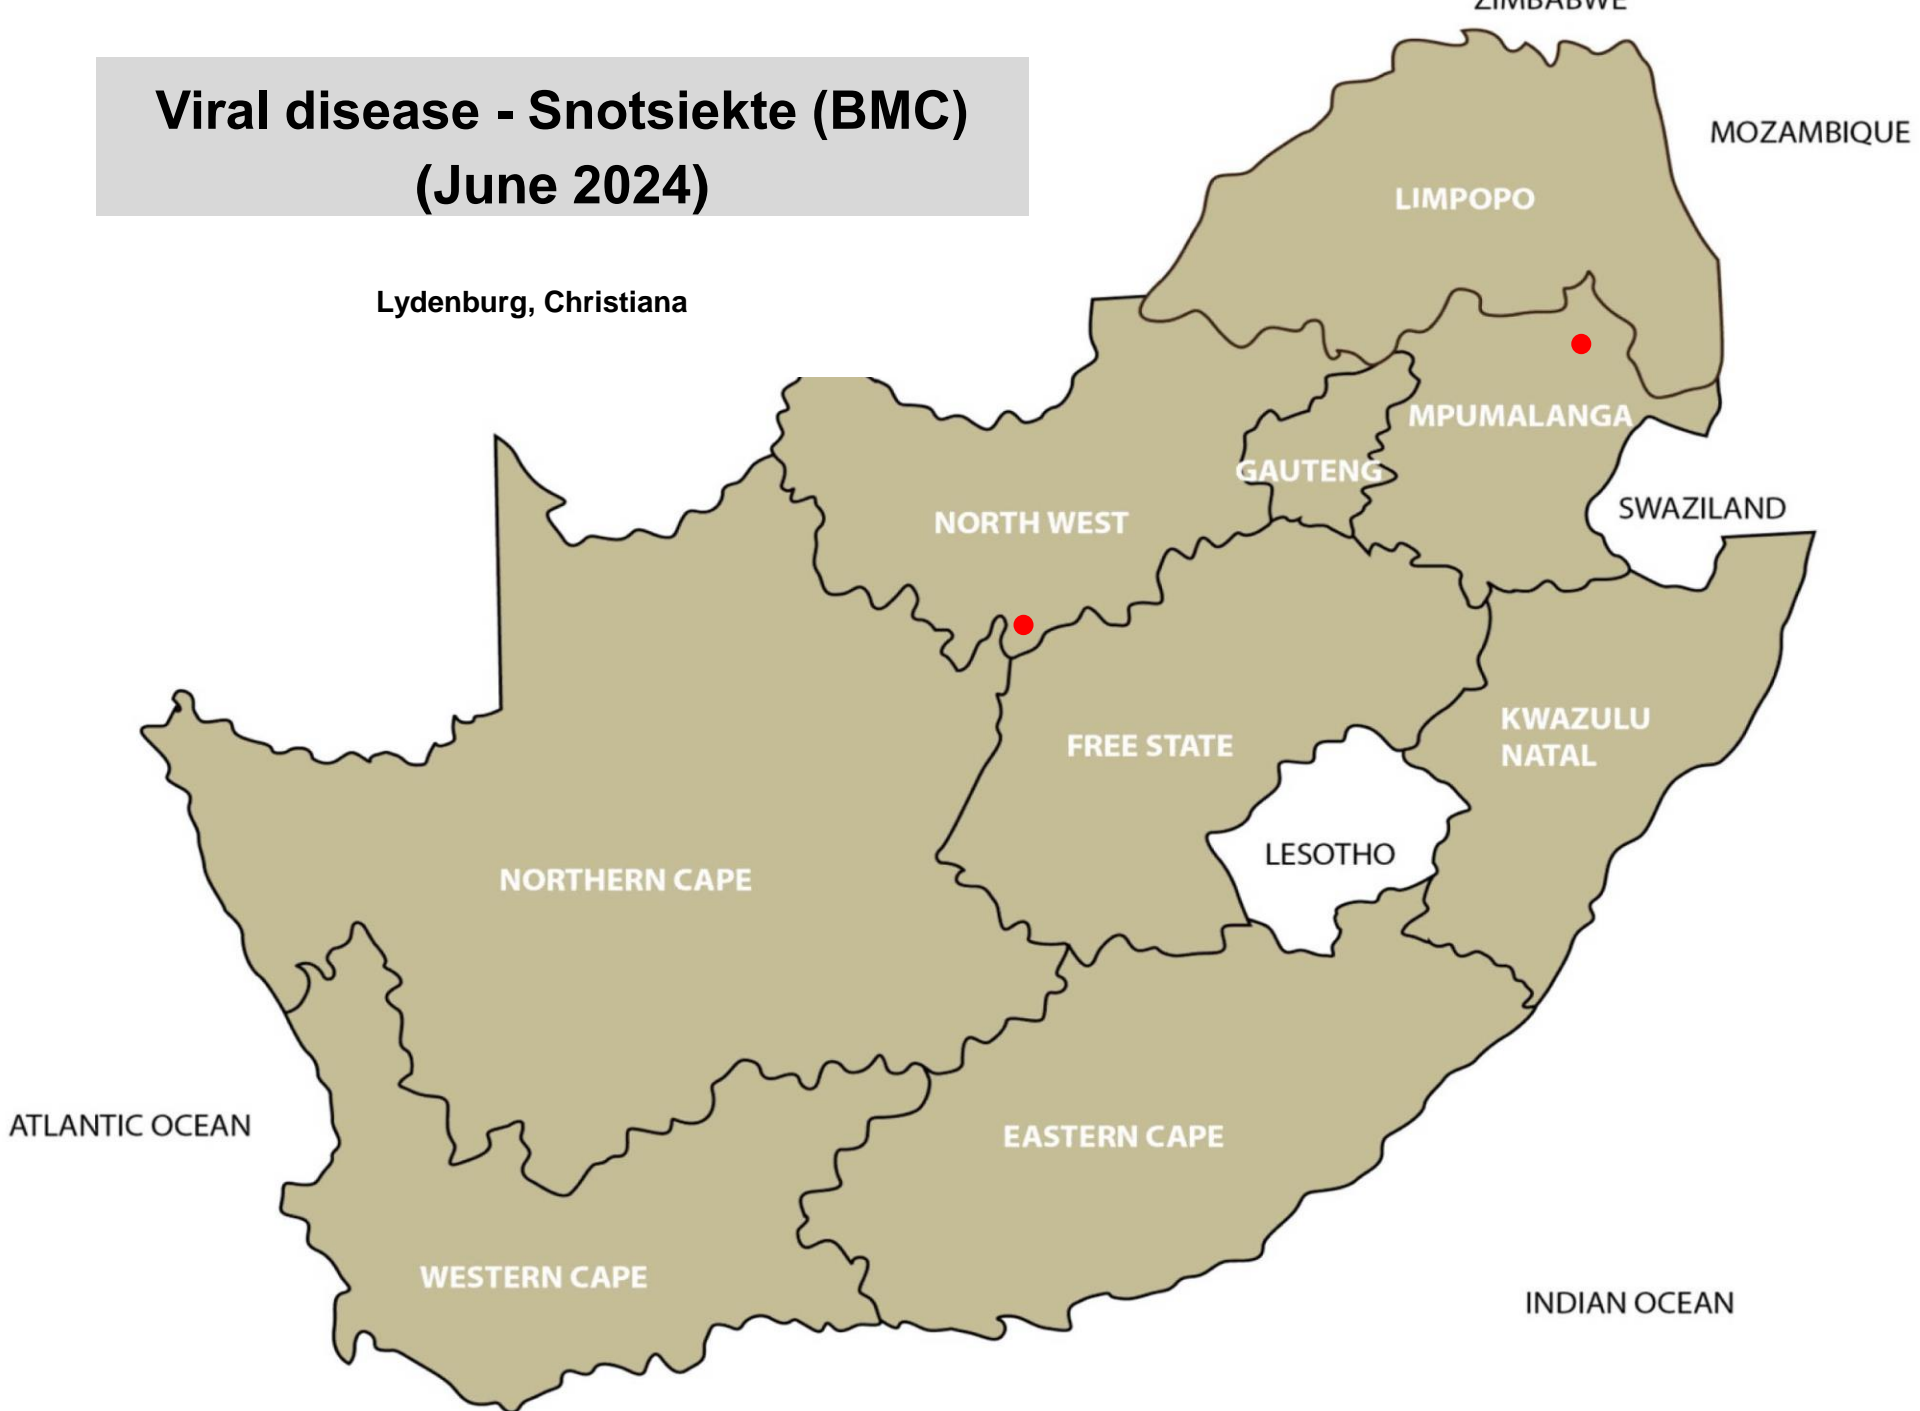 ZIMBABWE
Viral disease - Snotsiekte (BMC)
(June 2024)
MOZAMBIQUE
LIMPOPO
Lydenburg, Christiana
MPUMALANGA
GAUTENG
SWAZILAND
NORTH WEST
KWAZULU
NATAL
FREE STATE
LESOTHO
NORTHERN CAPE
ATLANTIC OCEAN
EASTERN CAPE
WESTERN CAPE
INDIAN OCEAN